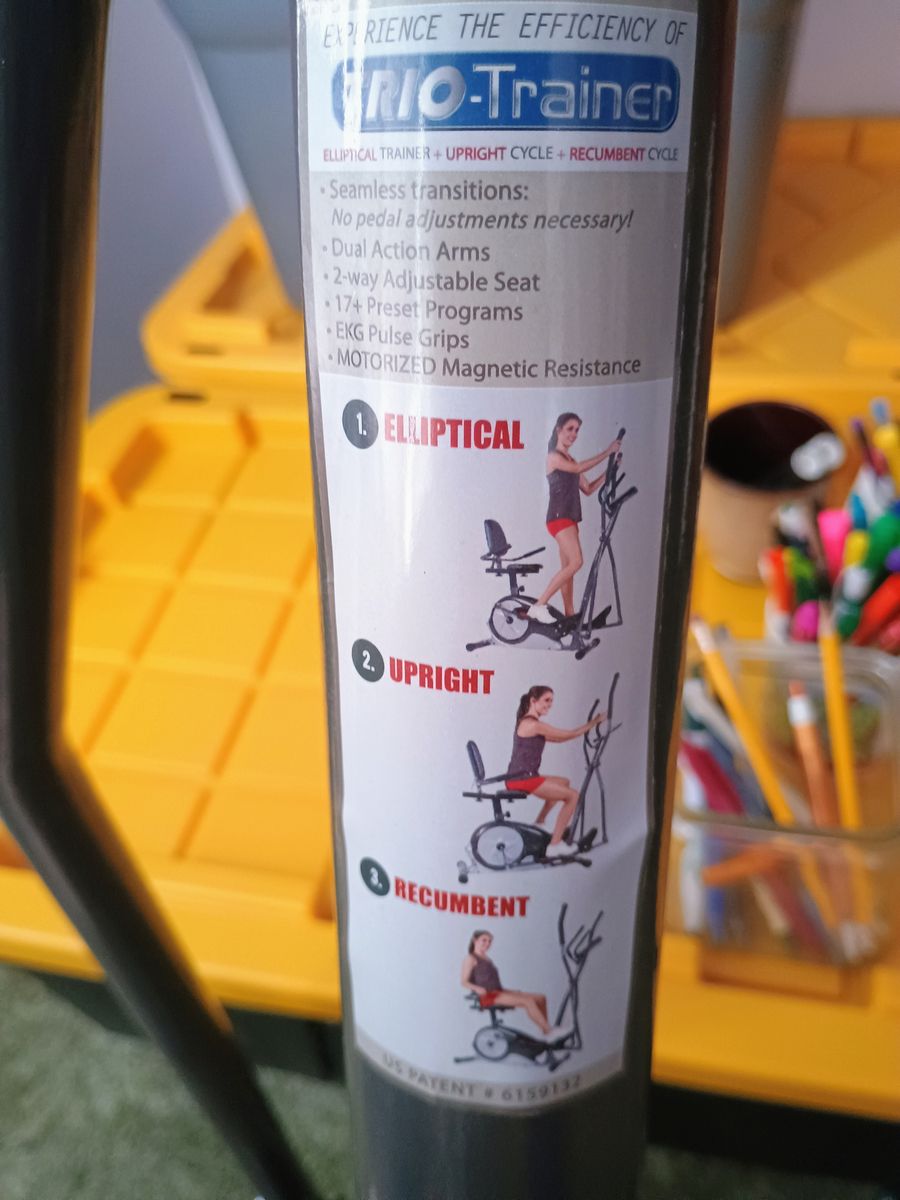 EXPERIENCE THE EFFICIENCY OF
TRIO-Trainer
ELLIPTICAL TRAINER + UPRIGHT CYCLE + RECUMBENT CYCLE
• Seamless transitions:
No pedal adjustments necessary!
• Dual Action Arms
• 2-way Adjustable Seat
• 17+ Preset Programs
• EKG Pulse Grips
• MOTORIZED Magnetic Resistance
1. ELLIPTICAL
2. UPRIGHT
3. RECUMBENT
US PATENT # 6159132